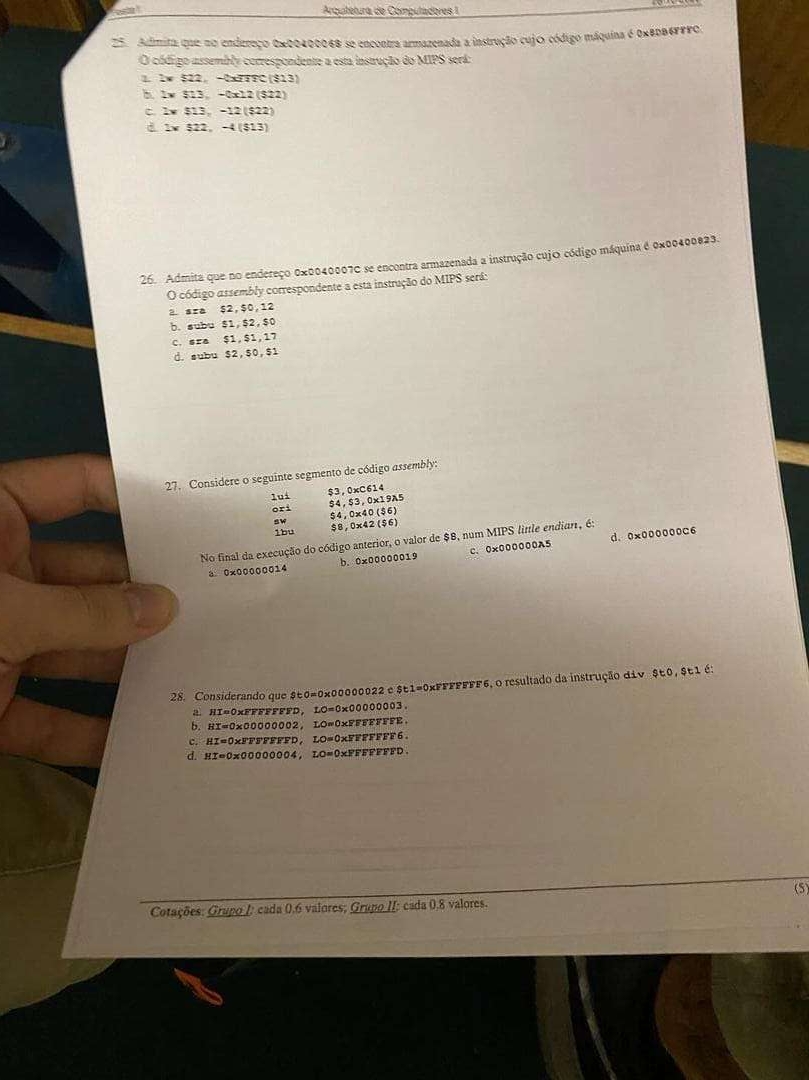 Arquitetura de Computadores I
25. Admita que no endereço 0x00400068 se encontra armazenada a instrução cujo código máquina é 0x8DB6FFFC.
O código assembly correspondente a esta instrução do MIPS será:
a. lw $22, -0xFFFC($13)
b. lw $13, -0x12($22)
c. lw $13, -12($22)
d. lw $22, -4($13)
26. Admita que no endereço 0x0040007C se encontra armazenada a instrução cujo código máquina é 0x00400823.
O código assembly correspondente a esta instrução do MIPS será:
a. sra $2,$0,12
b. subu $1,$2,$0
c. sra $1,$1,17
d. subu $2,$0,$1
27. Considere o seguinte segmento de código assembly:
lui $3,0xC614
ori $4,$3,0x19A5
sw $4,0x40($6)
lbu $8,0x42($6)
No final da execução do código anterior, o valor de $8, num MIPS little endian, é:
a. 0x00000014 b. 0x00000019 c. 0x000000A5 d. 0x000000C6
28. Considerando que $t0=0x00000022 e $t1=0xFFFFFFF6, o resultado da instrução div $t0,$t1 é:
a. HI=0xFFFFFFFD, LO=0x00000003.
b. HI=0x00000002, LO=0xFFFFFFFE.
c. HI=0xFFFFFFFD, LO=0xFFFFFFF6.
d. HI=0x00000004, LO=0xFFFFFFFD.
(5)
Cotações: Grupo I: cada 0.6 valores; Grupo II: cada 0.8 valores.